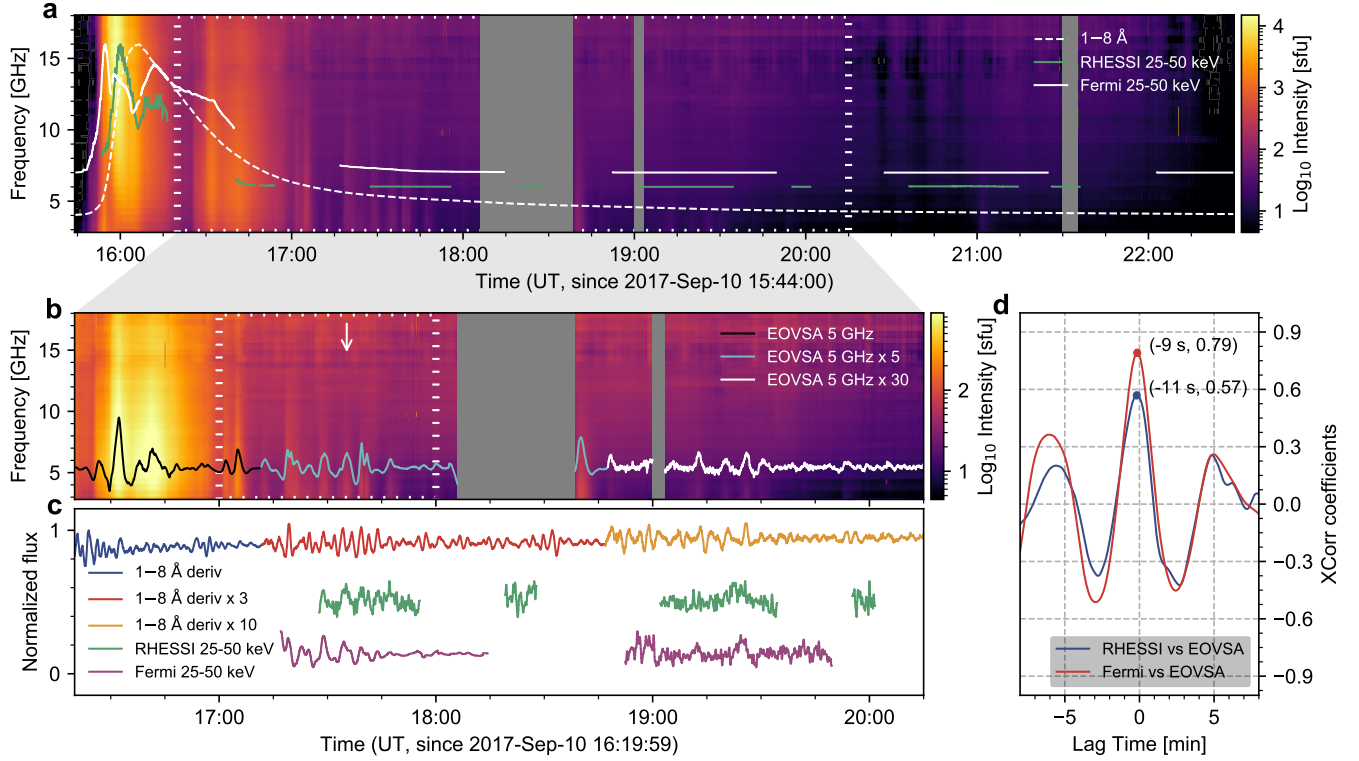 a
Frequency [GHz]
15
10
5
1−8 Å
RHESSI 25-50 keV
Fermi 25-50 keV
4
3
2
1
Log₁₀ Intensity [sfu]
16:00
17:00
18:00
19:00
20:00
21:00
22:00
Time (UT, since 2017-Sep-10 15:44:00)
b
Frequency [GHz]
15
10
5
EOVSA 5 GHz
EOVSA 5 GHz x 5
EOVSA 5 GHz x 30
2
1
Log₁₀ Intensity [sfu]
c
Normalized flux
1
0
1−8 Å deriv
1−8 Å deriv x 3
1−8 Å deriv x 10
RHESSI 25-50 keV
Fermi 25-50 keV
17:00
18:00
19:00
20:00
Time (UT, since 2017-Sep-10 16:19:59)
d
(-9 s, 0.79)
(-11 s, 0.57)
0.9
0.6
0.3
0.0
−0.3
−0.6
−0.9
XCorr coefficients
RHESSI vs EOVSA
Fermi vs EOVSA
−5
0
5
Lag Time [min]